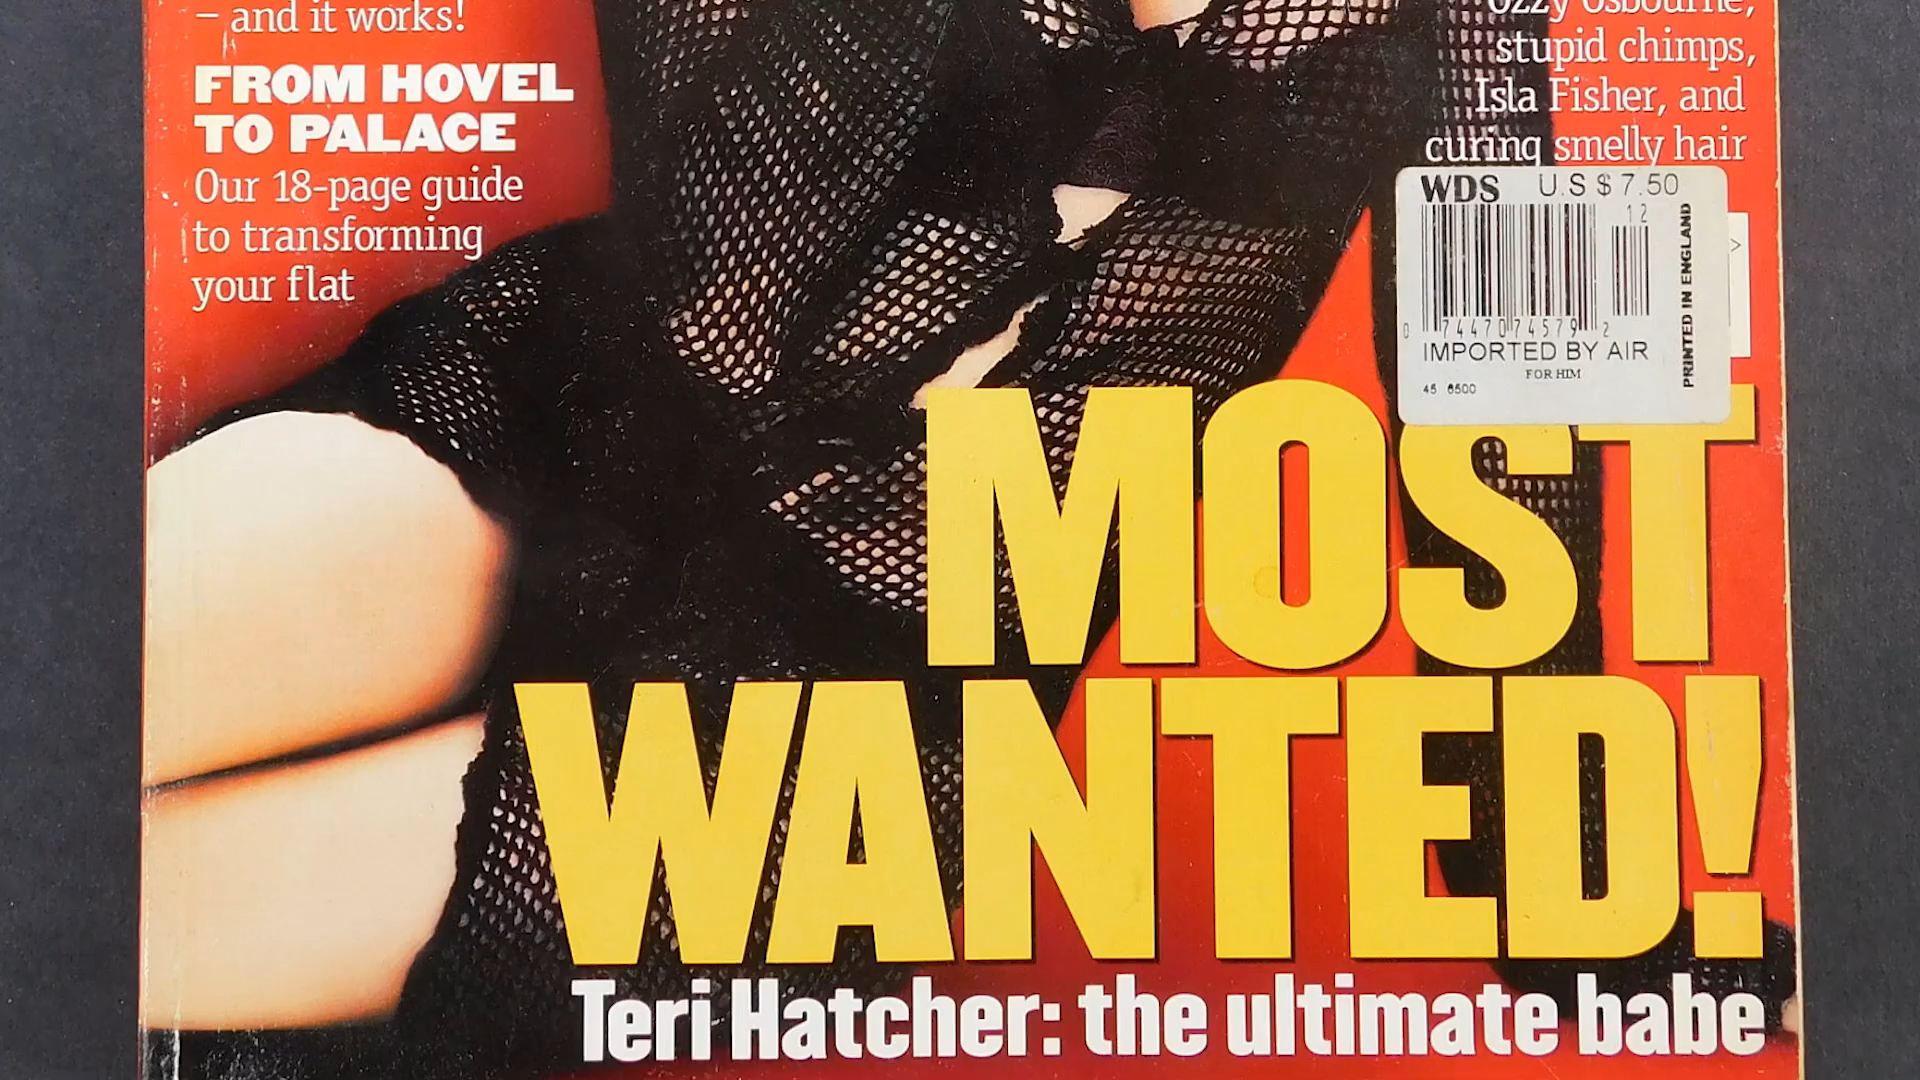 – and it works!
FROM HOVEL
TO PALACE
Our 18-page guide
to transforming
your flat
Ozzy Osbourne,
stupid chimps,
Isla Fisher, and
curing smelly hair
WDS U.S $ 7.50
12
0 74470 74579 2
IMPORTED BY AIR
FOR HIM
45 6500
PRINTED IN ENGLAND
>
MOST
WANTED!
Teri Hatcher: the ultimate babe